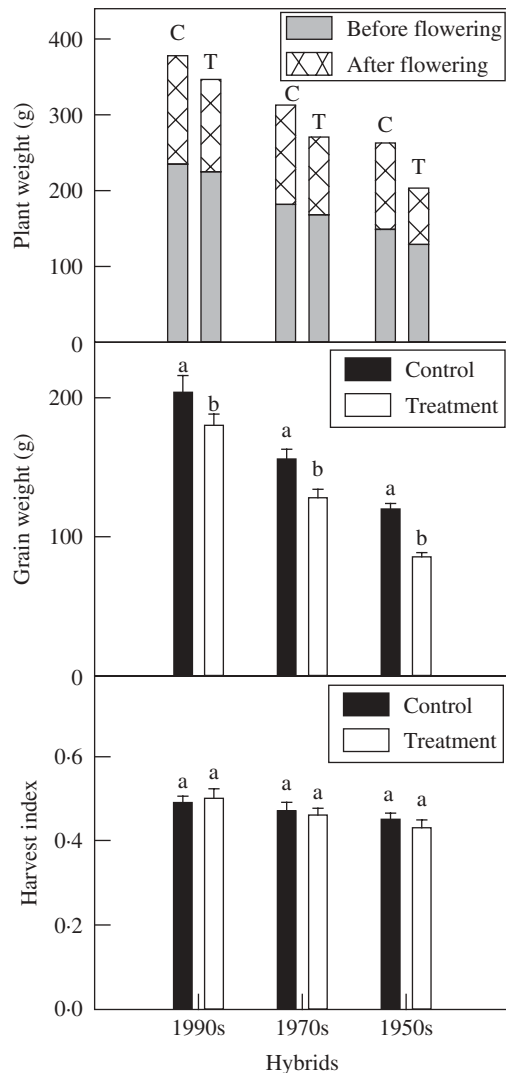 400
300
200
100
0
Plant weight (g)
C
T
C
T
C
T
Before flowering
After flowering
200
100
0
Grain weight (g)
a
b
a
b
a
b
Control
Treatment
0·6
0·4
0·2
0·0
Harvest index
a
a
a
a
a
a
Control
Treatment
1990s
1970s
1950s
Hybrids